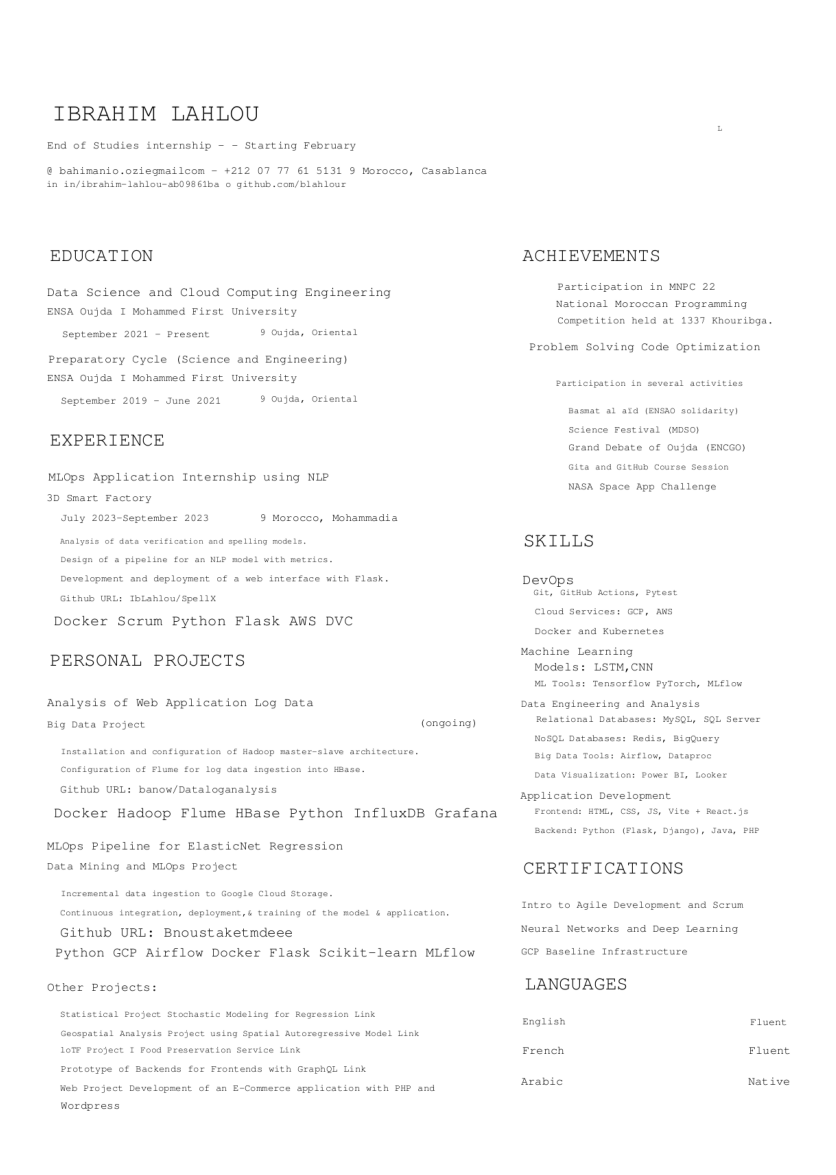 IBRAHIM LAHLOU
L
End of Studies internship - - Starting February
@ bahimanio.oziegmailcom - +212 07 77 61 5131 9 Morocco, Casablanca
in in/ibrahim-lahlou-ab09861ba o github.com/blahlour
EDUCATION
Data Science and Cloud Computing Engineering
ENSA Oujda I Mohammed First University
September 2021 - Present 9 Oujda, Oriental
Preparatory Cycle (Science and Engineering)
ENSA Oujda I Mohammed First University
September 2019 - June 2021 9 Oujda, Oriental
EXPERIENCE
MLOps Application Internship using NLP
3D Smart Factory
July 2023-September 2023 9 Morocco, Mohammadia
Analysis of data verification and spelling models.
Design of a pipeline for an NLP model with metrics.
Development and deployment of a web interface with Flask.
Github URL: IbLahlou/SpellX
Docker Scrum Python Flask AWS DVC
PERSONAL PROJECTS
Analysis of Web Application Log Data
Big Data Project (ongoing)
Installation and configuration of Hadoop master-slave architecture.
Configuration of Flume for log data ingestion into HBase.
Github URL: banow/Dataloganalysis
Docker Hadoop Flume HBase Python InfluxDB Grafana
MLOps Pipeline for ElasticNet Regression
Data Mining and MLOps Project
Incremental data ingestion to Google Cloud Storage.
Continuous integration, deployment,& training of the model & application.
Github URL: Bnoustaketmdeee
Python GCP Airflow Docker Flask Scikit-learn MLflow
Other Projects:
Statistical Project Stochastic Modeling for Regression Link
Geospatial Analysis Project using Spatial Autoregressive Model Link
loTF Project I Food Preservation Service Link
Prototype of Backends for Frontends with GraphQL Link
Web Project Development of an E-Commerce application with PHP and
Wordpress
ACHIEVEMENTS
Participation in MNPC 22
National Moroccan Programming
Competition held at 1337 Khouribga.
Problem Solving Code Optimization
Participation in several activities
Basmat al aïd (ENSAO solidarity)
Science Festival (MDSO)
Grand Debate of Oujda (ENCGO)
Gita and GitHub Course Session
NASA Space App Challenge
SKILLS
DevOps
Git, GitHub Actions, Pytest
Cloud Services: GCP, AWS
Docker and Kubernetes
Machine Learning
Models: LSTM,CNN
ML Tools: Tensorflow PyTorch, MLflow
Data Engineering and Analysis
Relational Databases: MySQL, SQL Server
NoSQL Databases: Redis, BigQuery
Big Data Tools: Airflow, Dataproc
Data Visualization: Power BI, Looker
Application Development
Frontend: HTML, CSS, JS, Vite + React.js
Backend: Python (Flask, Django), Java, PHP
CERTIFICATIONS
Intro to Agile Development and Scrum
Neural Networks and Deep Learning
GCP Baseline Infrastructure
LANGUAGES
English Fluent
French Fluent
Arabic Native